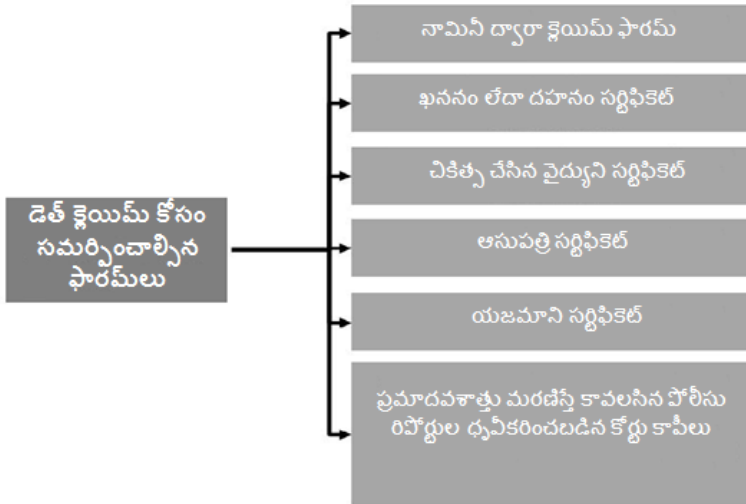 డెత్ క్లెయిమ్ కోసం
సమర్పించాల్సిన
ఫారమ్‌లు
నామినీ ద్వారా క్లెయిమ్ ఫారమ్
ఖననం లేదా దహనం సర్టిఫికెట్
చికిత్స చేసిన వైద్యుని సర్టిఫికెట్
ఆసుపత్రి సర్టిఫికెట్
యజమాని సర్టిఫికెట్
ప్రమాదవశాత్తు మరణిస్తే కావలసిన పోలీసు
రిపోర్టుల ధృవీకరించబడిన కోర్టు కాపీలు